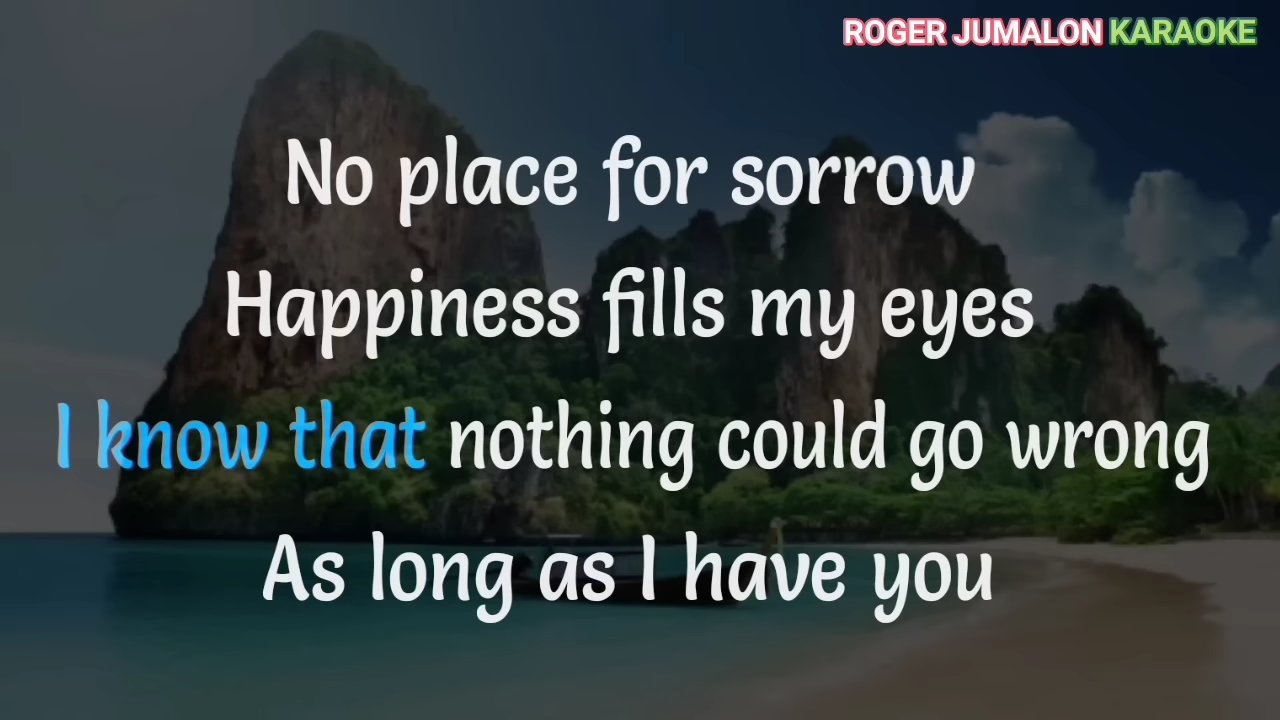 ROGER JUMALON KARAOKE
No place for sorrow
Happiness fills my eyes
I know that nothing could go wrong
As long as I have you